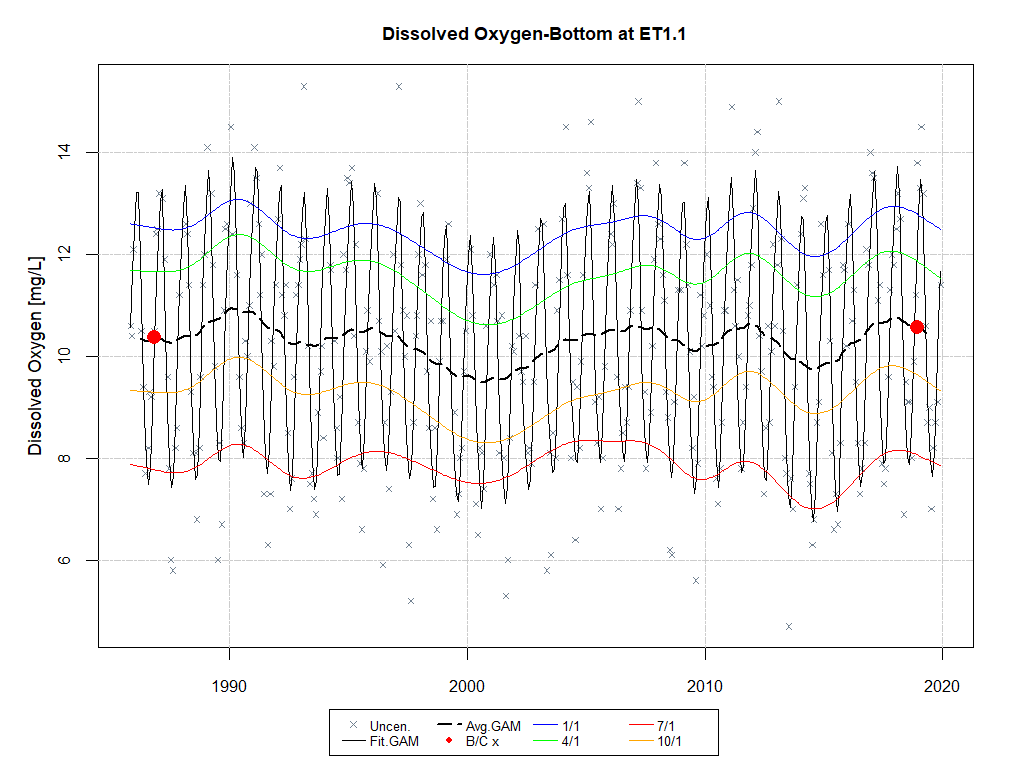 Dissolved Oxygen-Bottom at ET1.1
Dissolved Oxygen [mg/L]
14
12
10
8
6
1990 2000 2010 2020
Uncen. Avg.GAM 1/1 7/1
Fit.GAM B/C x 4/1 10/1